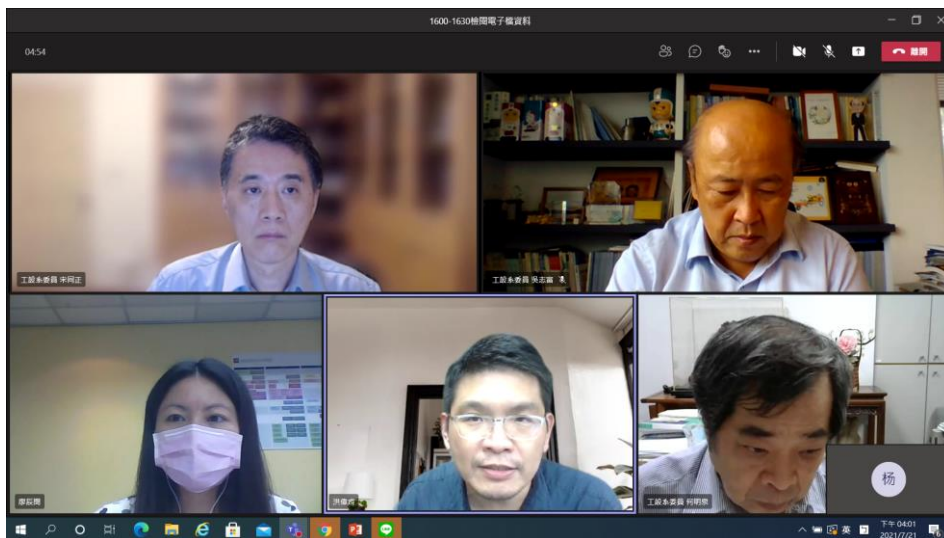 1600-1630檢閱電子檔資料
04:54
離開
工設系委員 宋同正
工設系委員 吳志富
洪偉肯
工設系委員 何明泉
杨
英
下午 04:01
2021/7/21